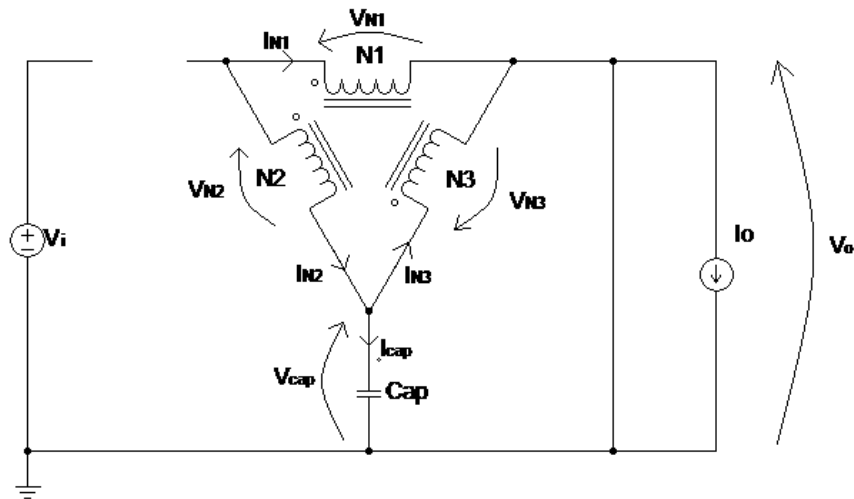 VN1
IN1
N1
VN2
N2
N3
VN3
Vi
IN2
IN3
Io
Vo
Icap
Vcap
Cap